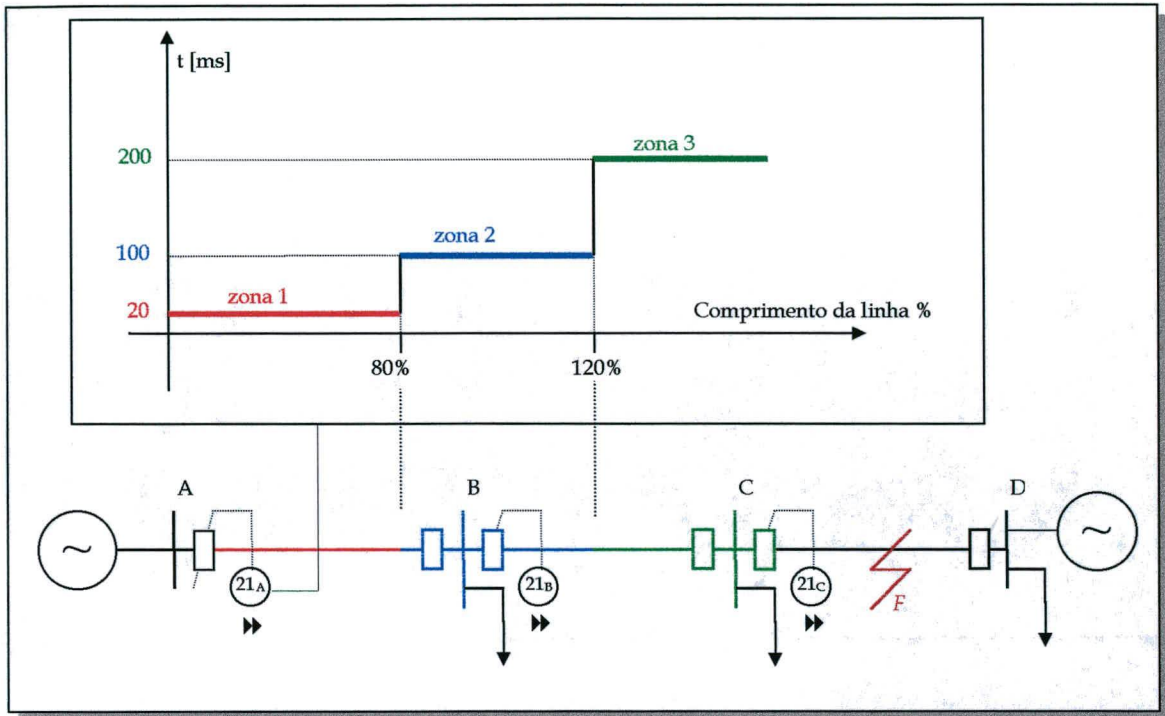 t [ms]
200
zona 3
100
zona 2
20
zona 1
Comprimento da linha %
80%
120%
A
B
C
D
~
~
21A
21B
21C
F